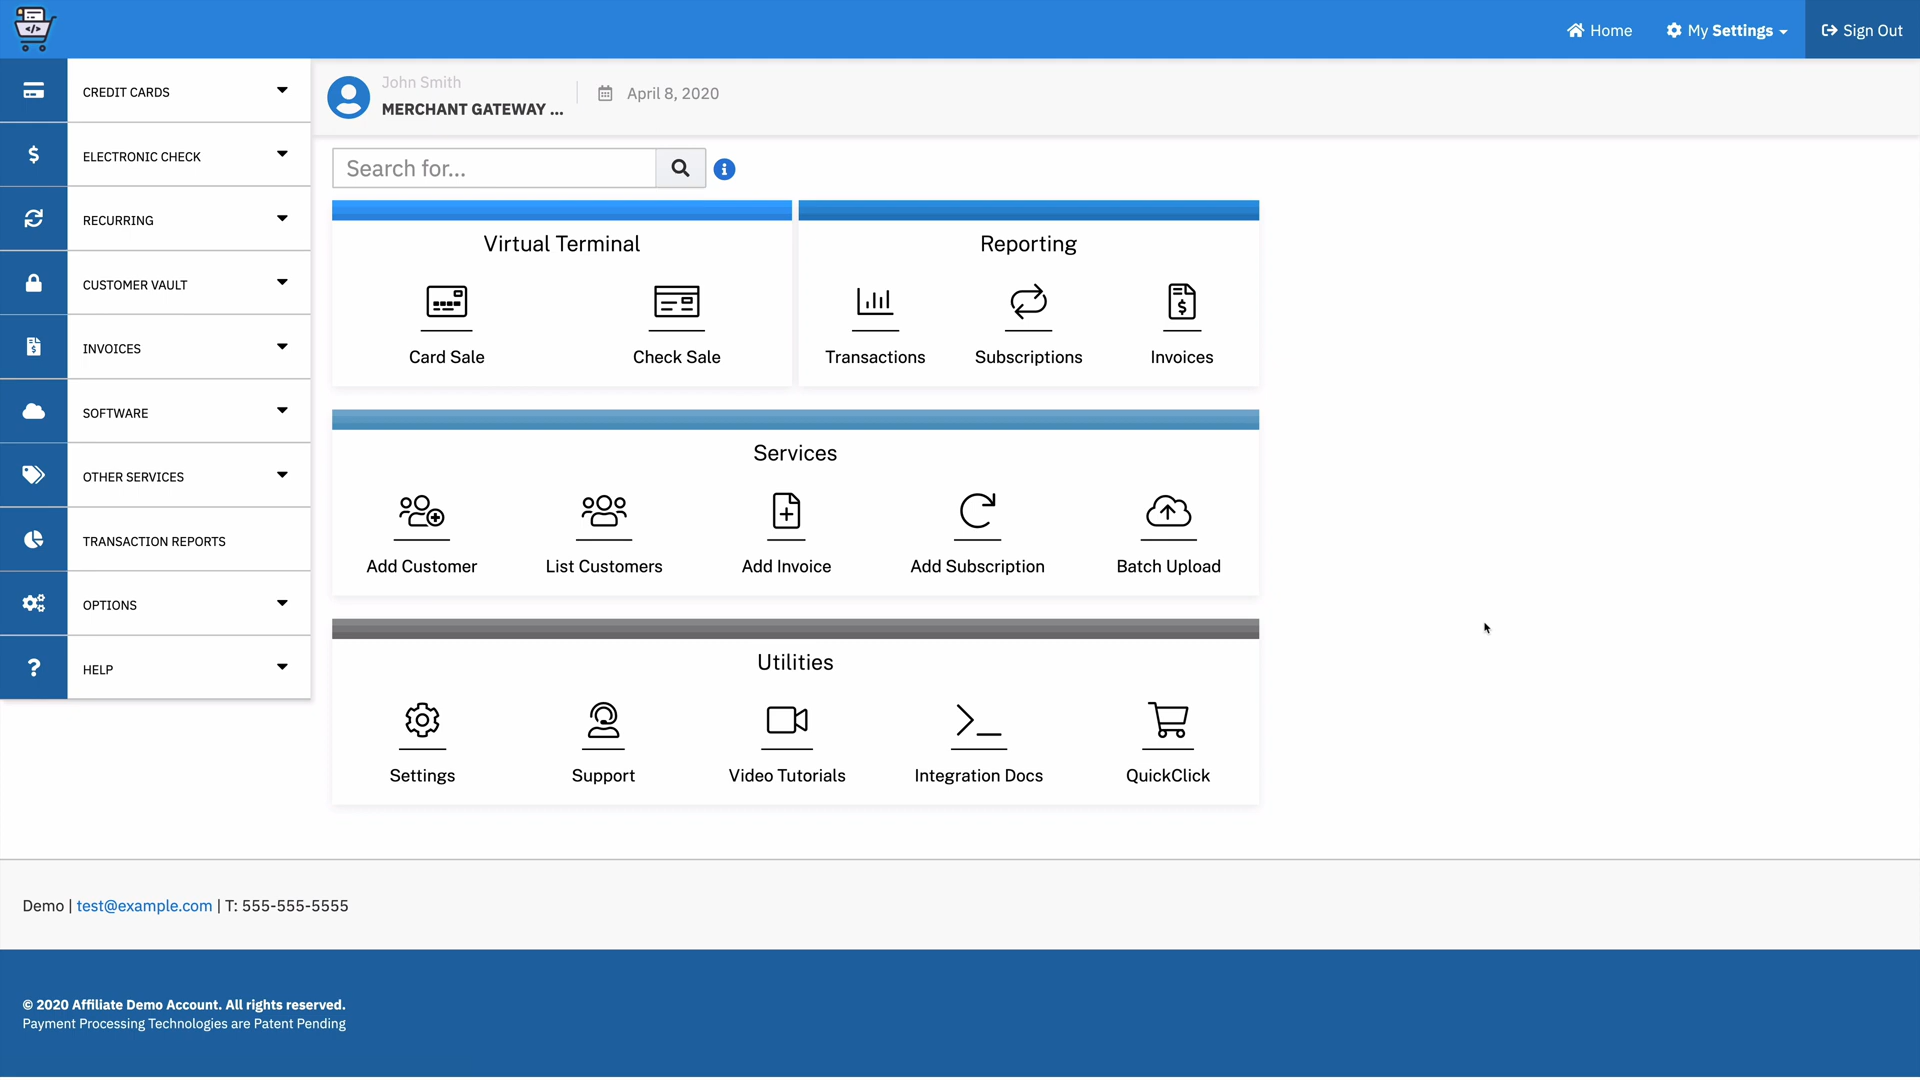 Home
My Settings
Sign Out
CREDIT CARDS
ELECTRONIC CHECK
RECURRING
CUSTOMER VAULT
INVOICES
SOFTWARE
OTHER SERVICES
TRANSACTION REPORTS
OPTIONS
HELP
John Smith
MERCHANT GATEWAY ...
April 8, 2020
Search for...
Virtual Terminal
Card Sale
Check Sale
Reporting
Transactions
Subscriptions
Invoices
Services
Add Customer
List Customers
Add Invoice
Add Subscription
Batch Upload
Utilities
Settings
Support
Video Tutorials
Integration Docs
QuickClick
Demo | test@example.com | T: 555-555-5555
© 2020 Affiliate Demo Account. All rights reserved.
Payment Processing Technologies are Patent Pending